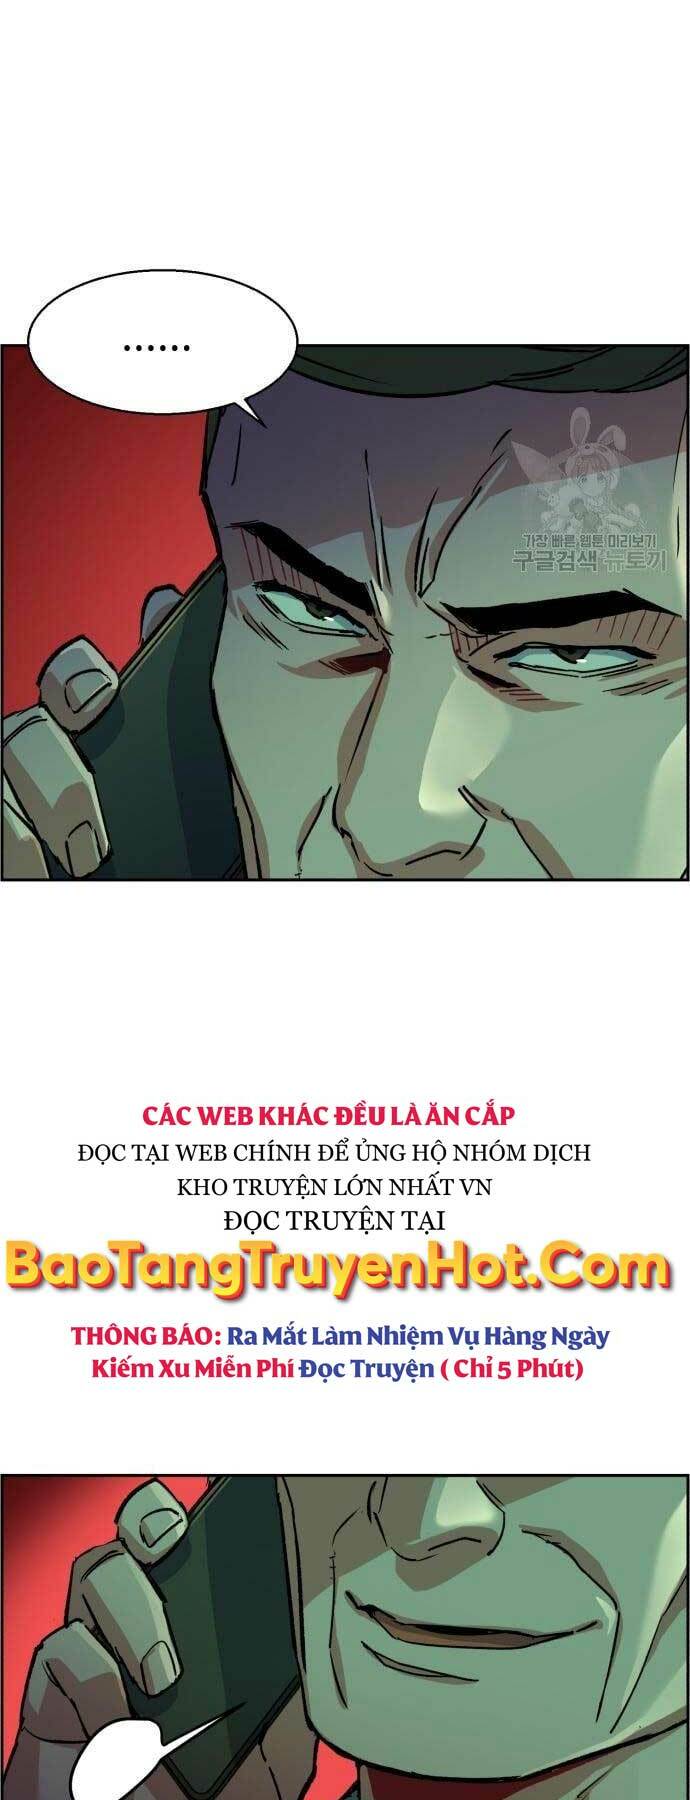 ......
가장 빠른 웹툰 미리보기
구글검색 뉴토끼
CÁC WEB KHÁC ĐỀU LÀ ĂN CẮP
ĐỌC TẠI WEB CHÍNH ĐỂ ỦNG HỘ NHÓM DỊCH
KHO TRUYỆN LỚN NHẤT VN
ĐỌC TRUYỆN TẠI
BaoTangTruyenHot.Com
THÔNG BÁO: Ra Mắt Làm Nhiệm Vụ Hàng Ngày
Kiếm Xu Miễn Phí Đọc Truyện ( Chỉ 5 Phút)